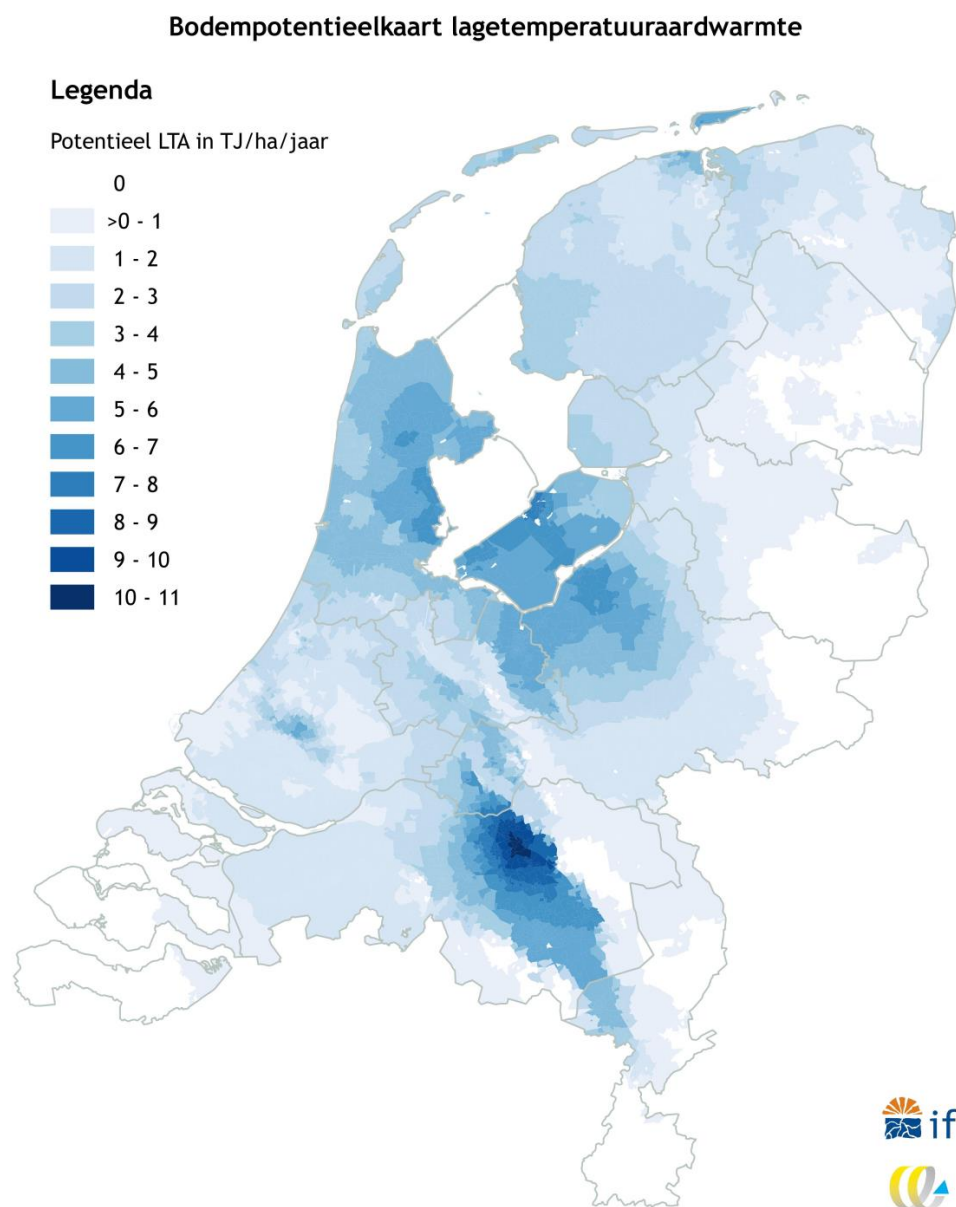 Bodempotentieelkaart lagetemperatuuraardwarmte
Legenda
Potentieel LTA in TJ/ha/jaar
0
>0 - 1
1 - 2
2 - 3
3 - 4
4 - 5
5 - 6
6 - 7
7 - 8
8 - 9
9 - 10
10 - 11
if